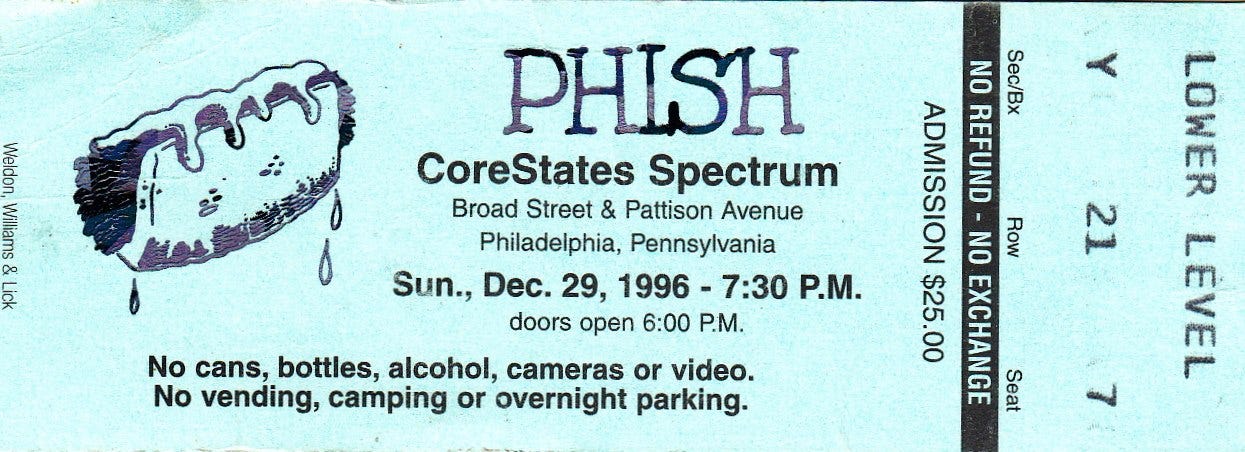 Weldon, Williams & Lick
PHISH
CoreStates Spectrum
Broad Street & Pattison Avenue
Philadelphia, Pennsylvania
Sun., Dec. 29, 1996 - 7:30 P.M.
doors open 6:00 P.M.
No cans, bottles, alcohol, cameras or video.
No vending, camping or overnight parking.
ADMISSION $25.00
NO REFUND - NO EXCHANGE
Sec/Bx Row Seat
Y 21 7
LOWER LEVEL